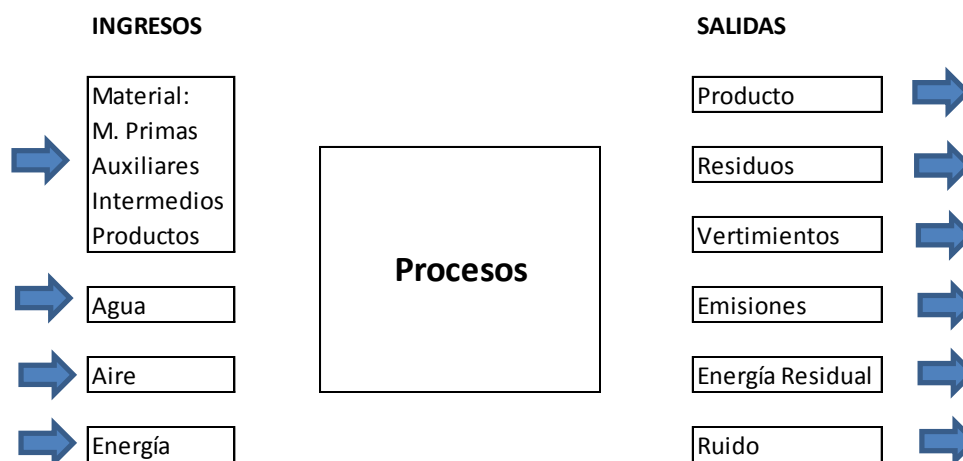 INGRESOS
Material:
M. Primas
Auxiliares
Intermedios
Productos
Agua
Aire
Energía
Procesos
SALIDAS
Producto
Residuos
Vertimientos
Emisiones
Energía Residual
Ruido